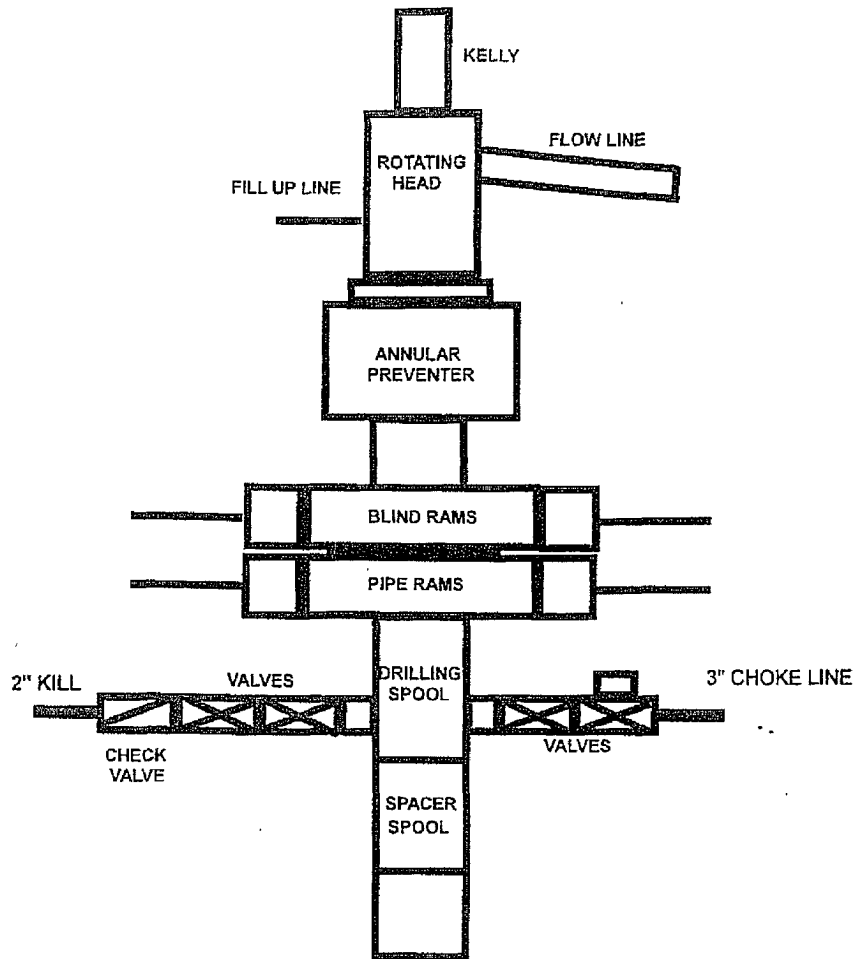 KELLY
FLOW LINE
ROTATING
HEAD
FILL UP LINE
ANNULAR
PREVENTER
BLIND RAMS
PIPE RAMS
2" KILL
VALVES
DRILLING
SPOOL
3" CHOKE LINE
VALVES
CHECK
VALVE
SPACER
SPOOL